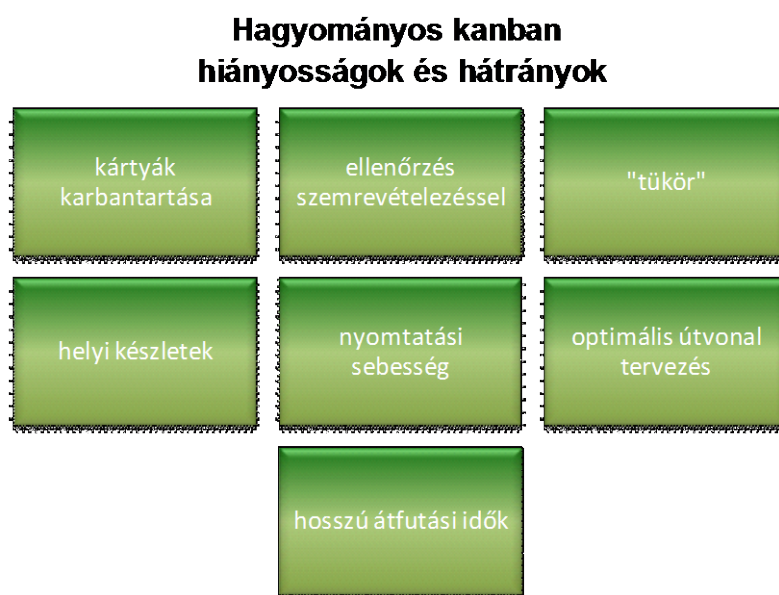 Hagyományos kanban
hiányosságok és hátrányok
kártyák
karbantartása
ellenőrzés
szemrevételezéssel
"tükör"
helyi készletek
nyomtatási
sebesség
optimális útvonal
tervezés
hosszú átfutási idők